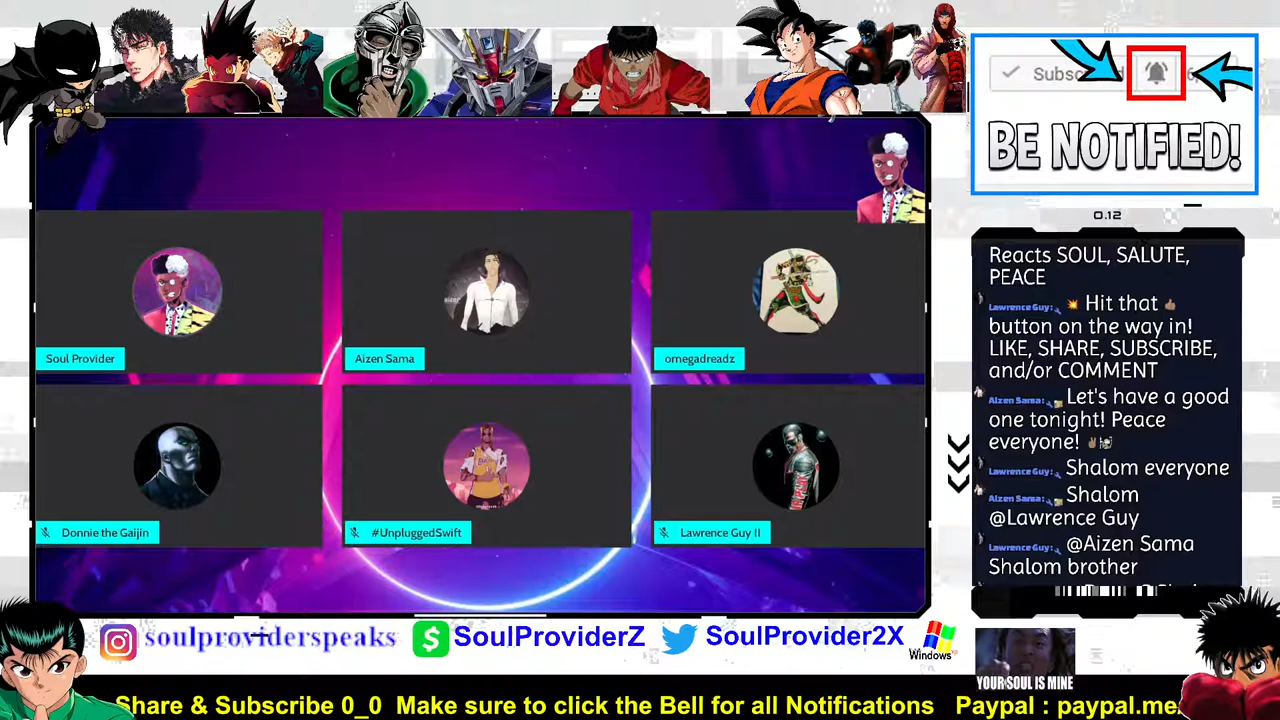 Subsc
BE NOTIFIED!
0.12
Reacts SOUL, SALUTE,
PEACE
Lawrence Guy: Hit that
button on the way in!
LIKE, SHARE, SUBSCRIBE,
and/or COMMENT
Aizen Sama: Let's have a good
one tonight! Peace
everyone!
Lawrence Guy: Shalom everyone
Aizen Sama: Shalom
@Lawrence Guy
Lawrence Guy: @Aizen Sama
Shalom brother
Soul Provider
Aizen Sama
omegadreadz
Donnie the Gaijin
#UnpluggedSwift
Lawrence Guy II
soulproviderspeaks
SoulProviderZ
SoulProvider2X
Windows
YOUR SOUL IS MINE
Share & Subscribe 0_0 Make sure to click the Bell for all Notifications Paypal : paypal.me